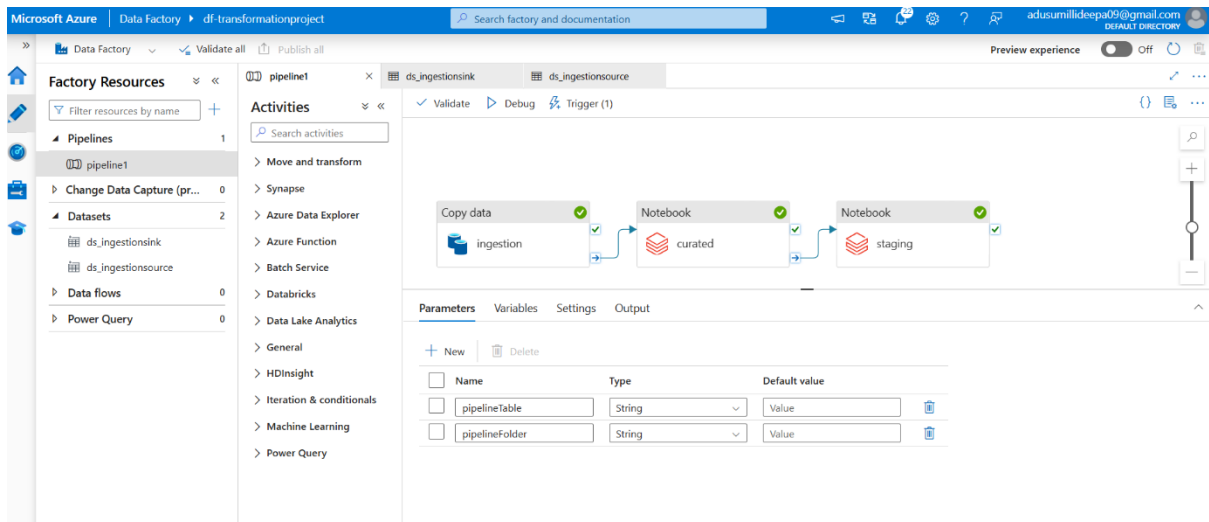 Microsoft Azure | Data Factory ▸ df-transformationproject
Search factory and documentation
22
adusumillideepa09@gmail.com
DEFAULT DIRECTORY
Data Factory
Validate all
Publish all
Preview experience
Off
Factory Resources
Filter resources by name
Pipelines 1
pipeline1
Change Data Capture (pr... 0
Datasets 2
ds_ingestionsink
ds_ingestionsource
Data flows 0
Power Query 0
pipeline1
ds_ingestionsink
ds_ingestionsource
Activities
Search activities
Move and transform
Synapse
Azure Data Explorer
Azure Function
Batch Service
Databricks
Data Lake Analytics
General
HDInsight
Iteration & conditionals
Machine Learning
Power Query
Validate Debug Trigger (1)
Copy data
ingestion
Notebook
curated
Notebook
staging
Parameters Variables Settings Output
New Delete
Name Type Default value
pipelineTable String Value
pipelineFolder String Value